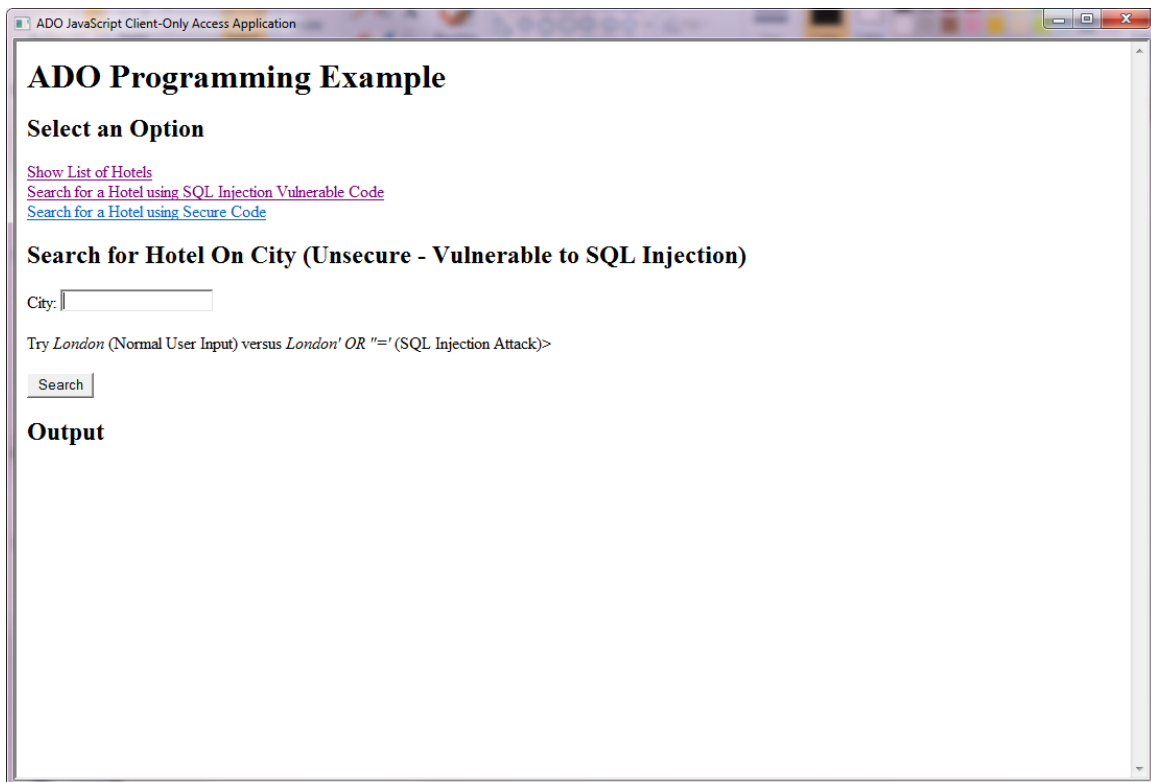 ADO JavaScript Client-Only Access Application
ADO Programming Example
Select an Option
Show List of Hotels
Search for a Hotel using SQL Injection Vulnerable Code
Search for a Hotel using Secure Code
Search for Hotel On City (Unsecure - Vulnerable to SQL Injection)
City:
Try London (Normal User Input) versus London' OR ''=' (SQL Injection Attack)>
Search
Output